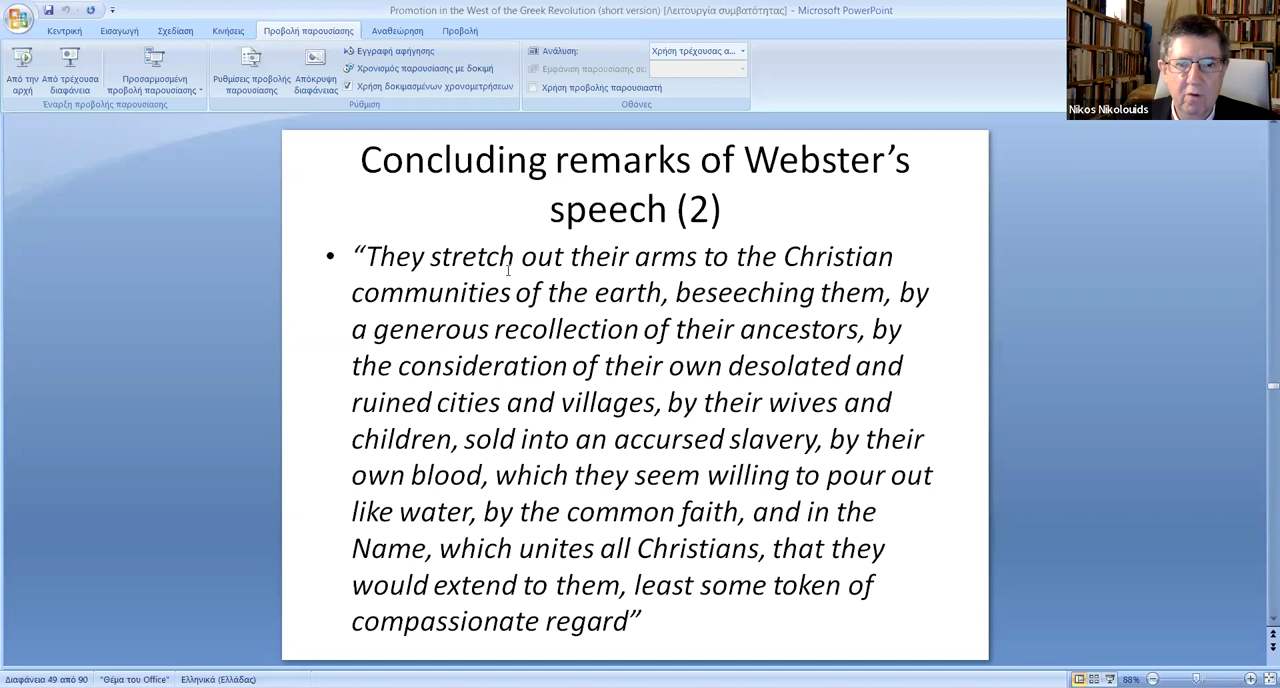 Promotion in the West of the Greek Revolution (short version) [Λειτουργία συμβατότητας] - Microsoft PowerPoint
Κεντρική Εισαγωγή Σχεδίαση Κινήσεις Προβολή παρουσίασης Αναθεώρηση Προβολή
Από την αρχή
Από τρέχουσα διαφάνεια
Προσαρμοσμένη προβολή παρουσίασης
Έναρξη προβολής παρουσίασης
Ρυθμίσεις προβολής παρουσίασης
Απόκρυψη διαφάνειας
Εγγραφή αφήγησης
Χρονισμός παρουσίασης με δοκιμή
Χρήση δοκιμασμένων χρονομετρήσεων
Ρύθμιση
Ανάλυση: Χρήση τρέχουσας α...
Εμφάνιση παρουσίασης σε:
Χρήση προβολής παρουσιαστή
Οθόνες
Nikos Nikolouids
Concluding remarks of Webster’s
speech (2)
• “They stretch out their arms to the Christian
communities of the earth, beseeching them, by
a generous recollection of their ancestors, by
the consideration of their own desolated and
ruined cities and villages, by their wives and
children, sold into an accursed slavery, by their
own blood, which they seem willing to pour out
like water, by the common faith, and in the
Name, which unites all Christians, that they
would extend to them, least some token of
compassionate regard”
Διαφάνεια 49 από 90 "Θέμα του Office" Ελληνικά (Ελλάδας) 88%